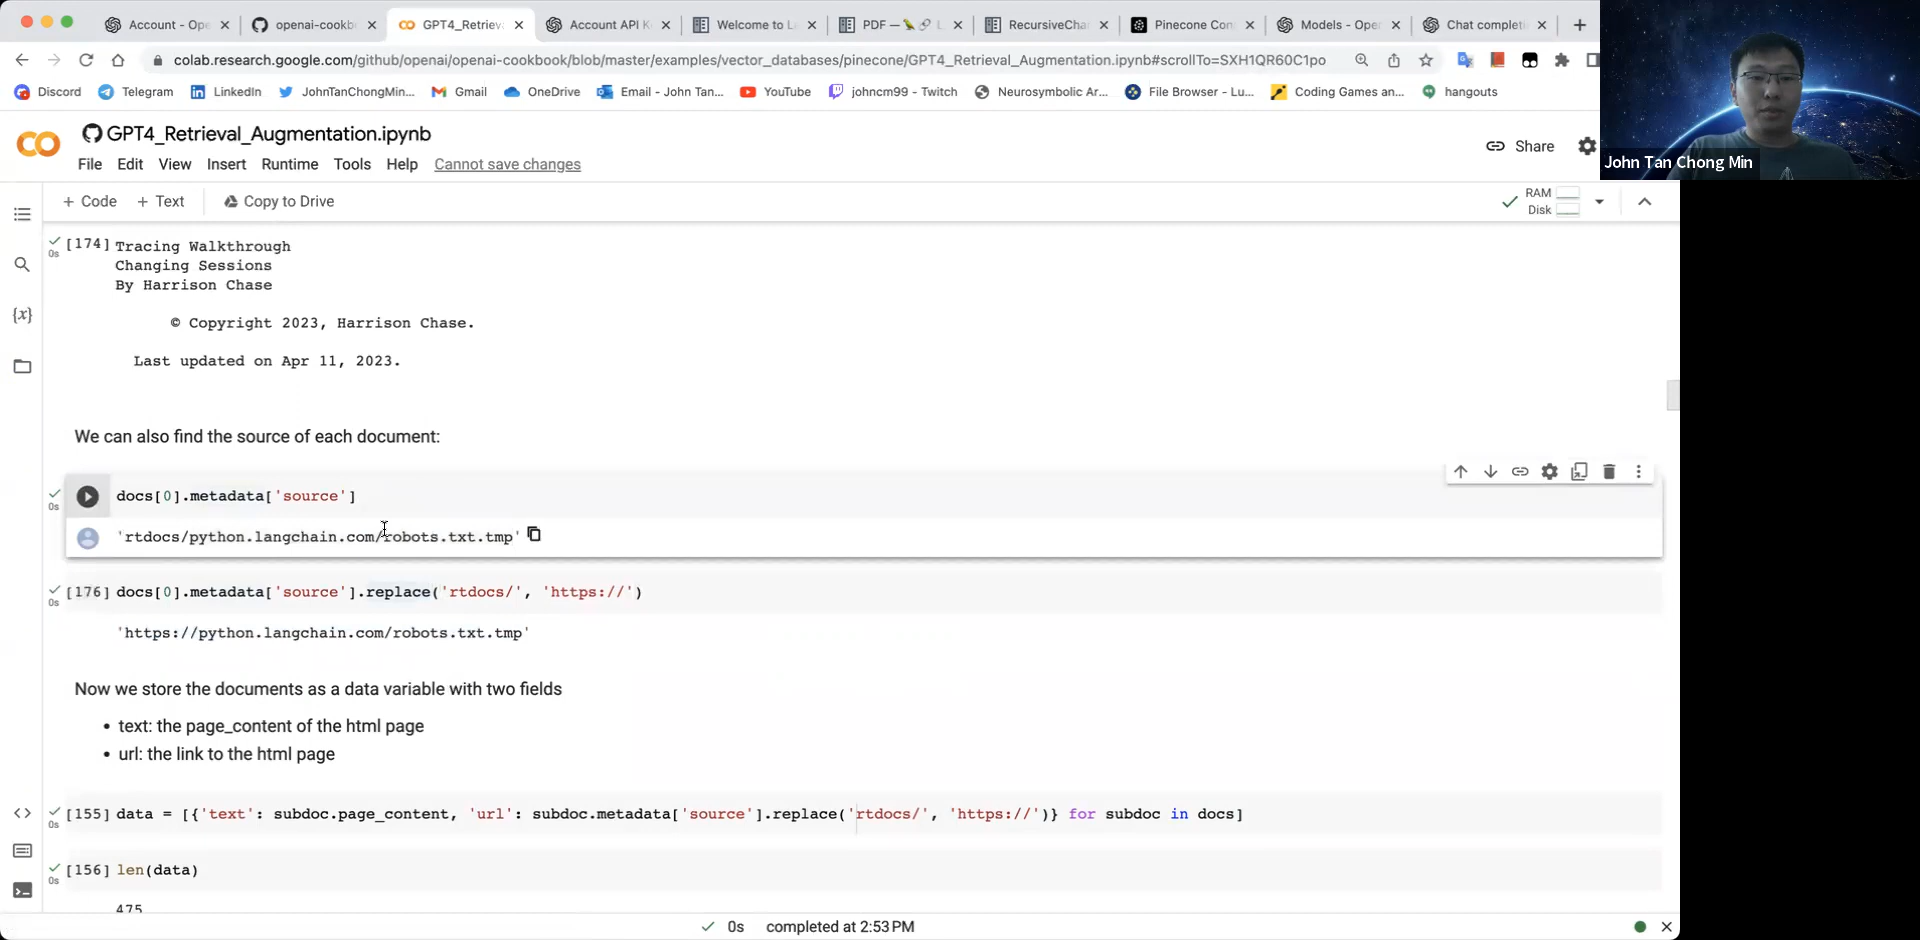 Account - Ope
openai-cookb
GPT4_Retriev
Account API K
Welcome to L
PDF — L
RecursiveCha
Pinecone Con
Models - Ope
Chat complet
colab.research.google.com/github/openai/openai-cookbook/blob/master/examples/vector_databases/pinecone/GPT4_Retrieval_Augmentation.ipynb#scrollTo=SXH1QR60C1po
Discord
Telegram
LinkedIn
JohnTanChongMin...
Gmail
OneDrive
Email - John Tan...
YouTube
johncm99 - Twitch
Neurosymbolic Ar...
File Browser - Lu...
Coding Games an...
hangouts
GPT4_Retrieval_Augmentation.ipynb
Share
John Tan Chong Min
File Edit View Insert Runtime Tools Help Cannot save changes
+ Code + Text Copy to Drive
RAM
Disk
[174] Tracing Walkthrough
Changing Sessions
By Harrison Chase
© Copyright 2023, Harrison Chase.
Last updated on Apr 11, 2023.
We can also find the source of each document:
0s
docs[0].metadata['source']
'rtdocs/python.langchain.com/robots.txt.tmp'
0s
[176] docs[0].metadata['source'].replace('rtdocs/', 'https://')
0s
'https://python.langchain.com/robots.txt.tmp'
Now we store the documents as a data variable with two fields
• text: the page_content of the html page
• url: the link to the html page
[155] data = [{'text': subdoc.page_content, 'url': subdoc.metadata['source'].replace('rtdocs/', 'https://')} for subdoc in docs]
0s
[156] len(data)
0s
475
0s completed at 2:53 PM